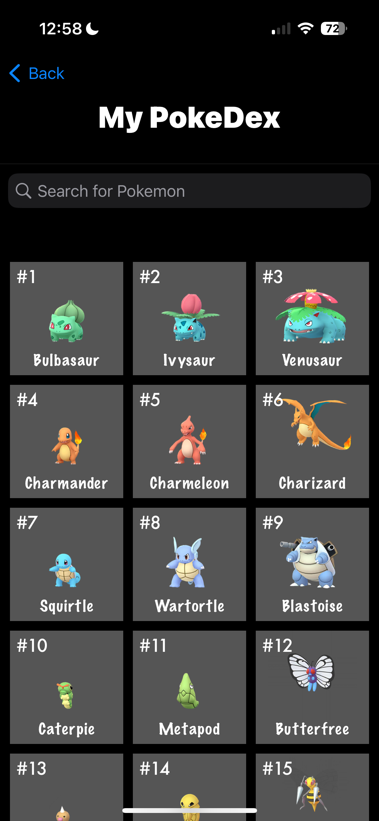 12:58
72
Back
My PokeDex
Search for Pokemon
#1
Bulbasaur
#2
Ivysaur
#3
Venusaur
#4
Charmander
#5
Charmeleon
#6
Charizard
#7
Squirtle
#8
Wartortle
#9
Blastoise
#10
Caterpie
#11
Metapod
#12
Butterfree
#13
#14
#15